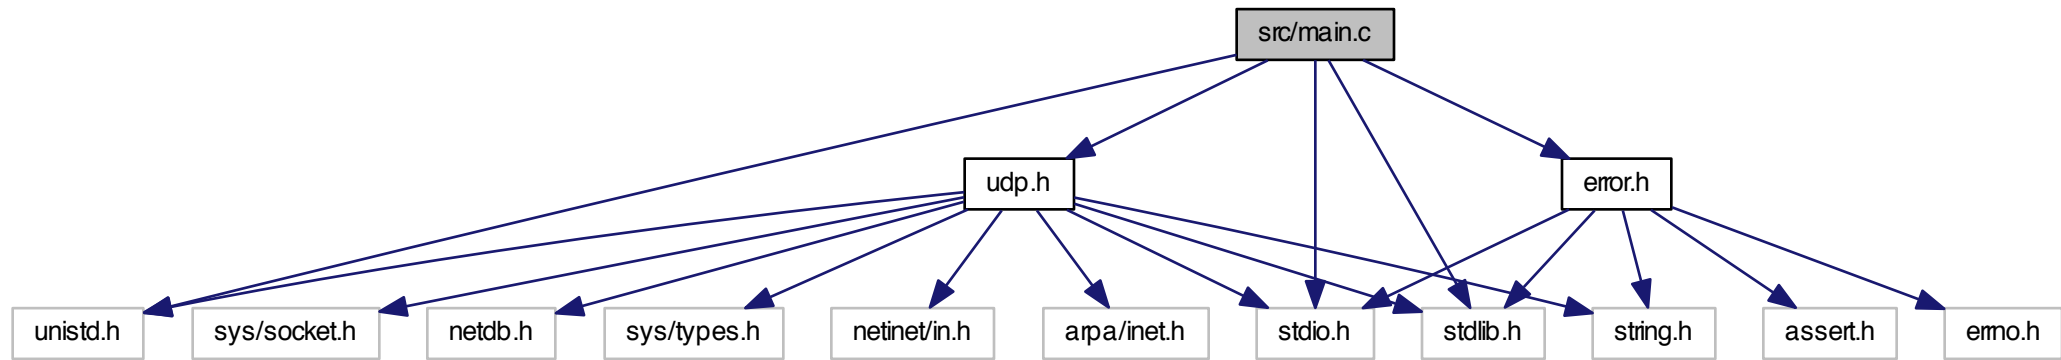 src/main.c
udp.h
error.h
unistd.h
sys/socket.h
netdb.h
sys/types.h
netinet/in.h
arpa/inet.h
stdio.h
stdlib.h
string.h
assert.h
errno.h